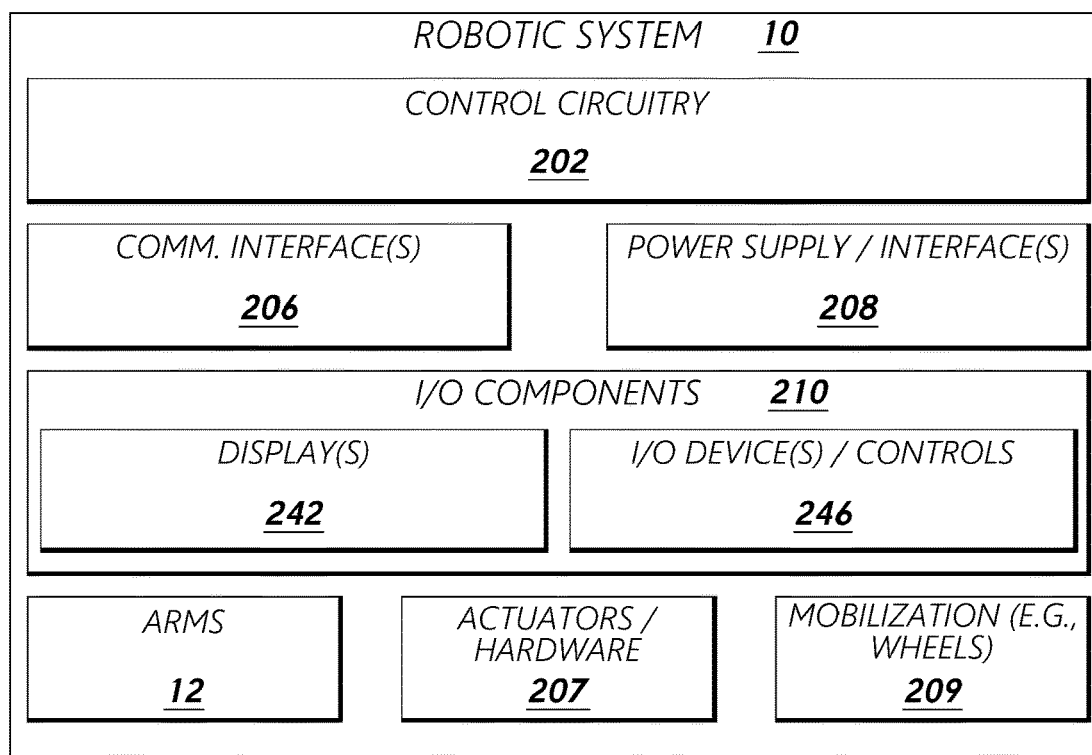 ROBOTIC SYSTEM 10
CONTROL CIRCUITRY
202
COMM. INTERFACE(S)
206
POWER SUPPLY / INTERFACE(S)
208
I/O COMPONENTS 210
DISPLAY(S)
242
I/O DEVICE(S) / CONTROLS
246
ARMS
12
ACTUATORS /
HARDWARE
207
MOBILIZATION (E.G.,
WHEELS)
209